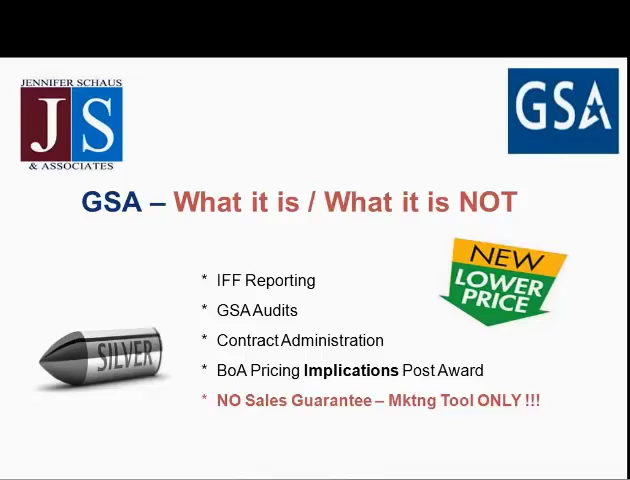 JENNIFER SCHAUS
JS
& ASSOCIATES
GSA
GSA – What it is / What it is NOT
NEW
LOWER
PRICE
* IFF Reporting
* GSA Audits
* Contract Administration
* BoA Pricing Implications Post Award
* NO Sales Guarantee – Mktng Tool ONLY !!!
SILVER